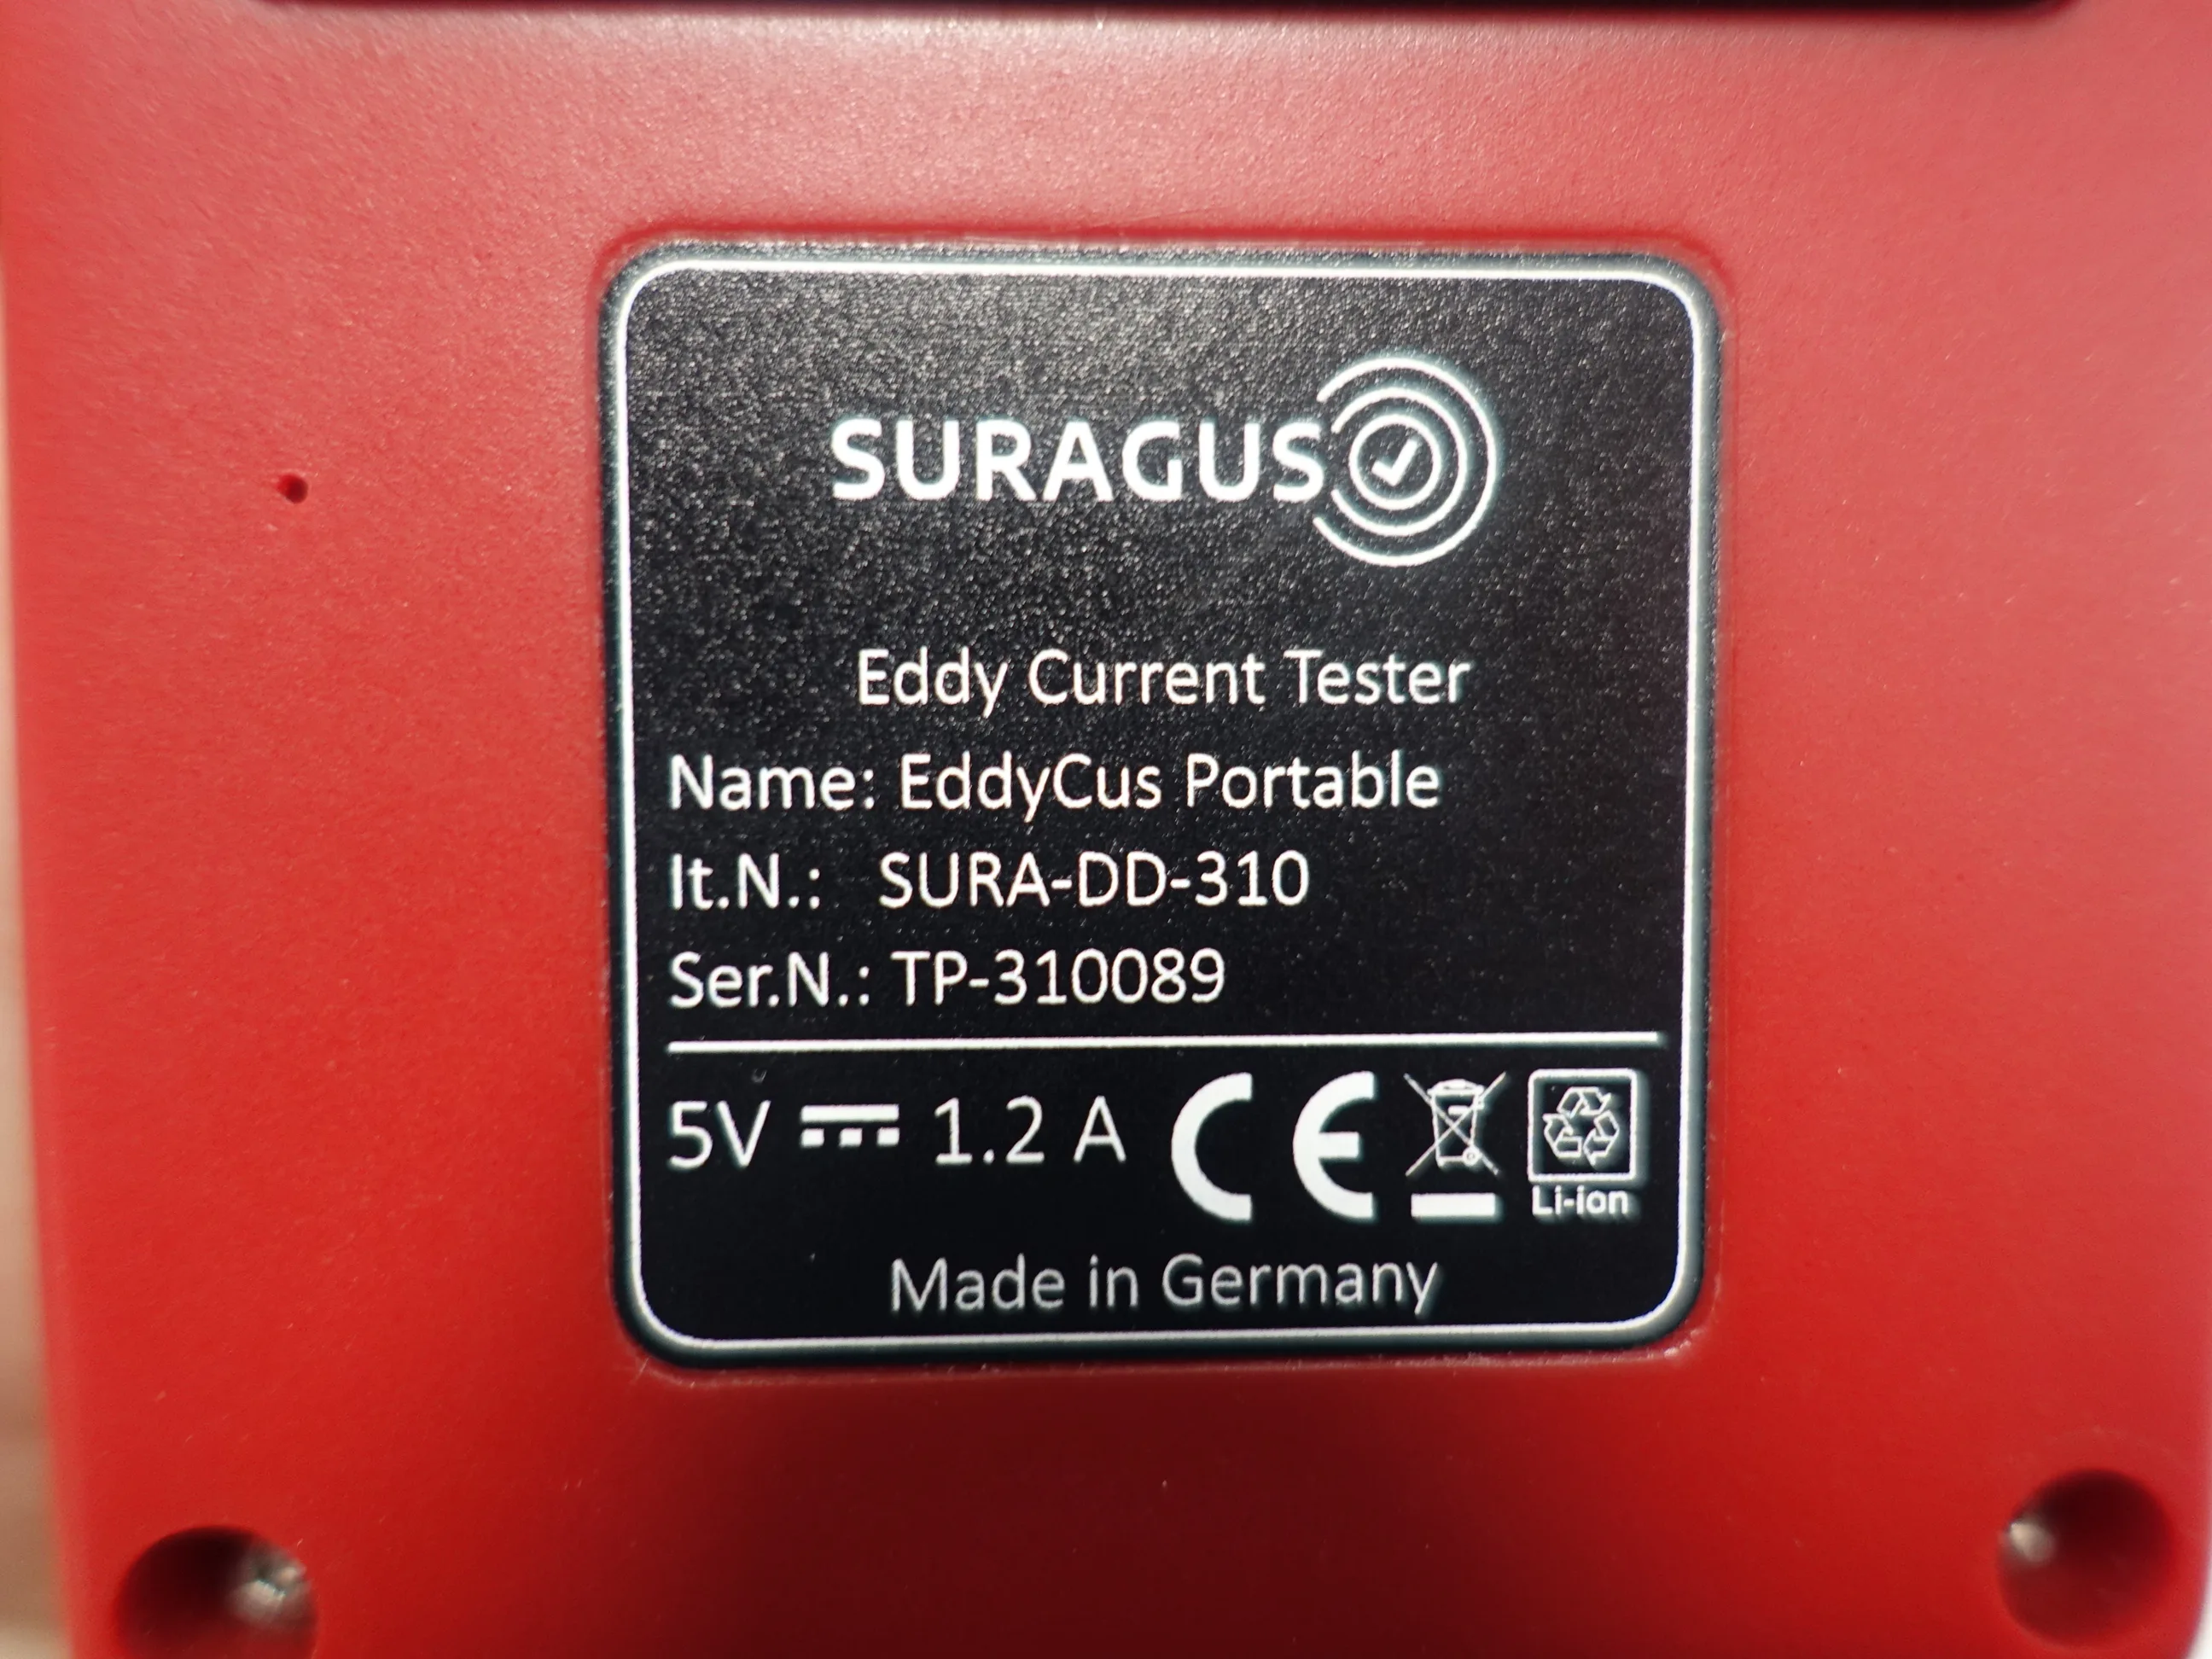 SURAGUS
Eddy Current Tester
Name: EddyCus Portable
It.N.: SURA-DD-310
Ser.N.: TP-310089
5V ⎓ 1.2 A CE Li-ion
Made in Germany